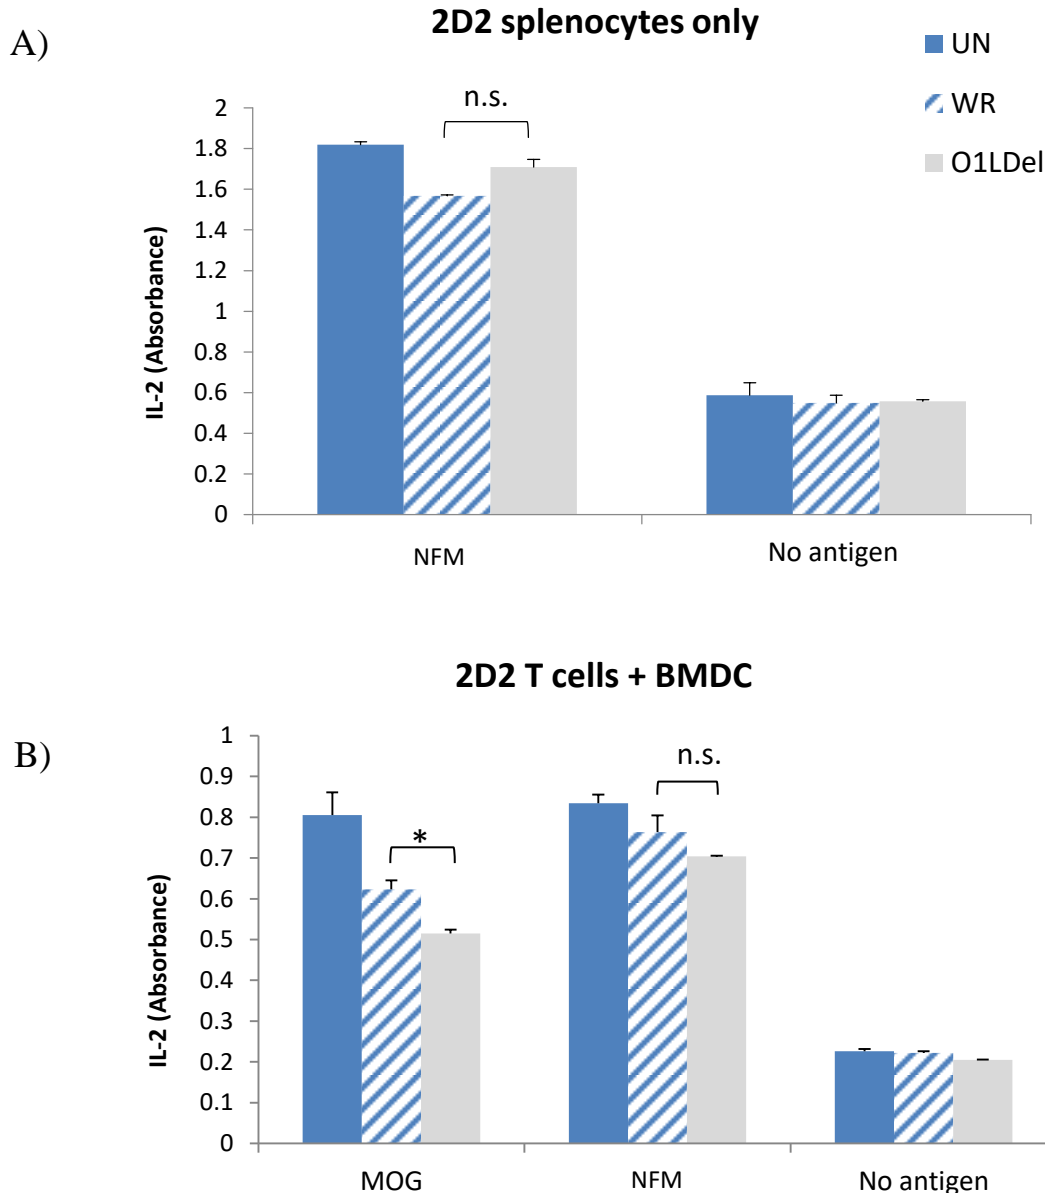 2D2 splenocytes only
A)
UN
WR
O1LDel
n.s.
IL-2 (Absorbance)
2
1.8
1.6
1.4
1.2
1
0.8
0.6
0.4
0.2
0
NFM
No antigen
2D2 T cells + BMDC
B)
n.s.
*
IL-2 (Absorbance)
1
0.9
0.8
0.7
0.6
0.5
0.4
0.3
0.2
0.1
0
MOG
NFM
No antigen